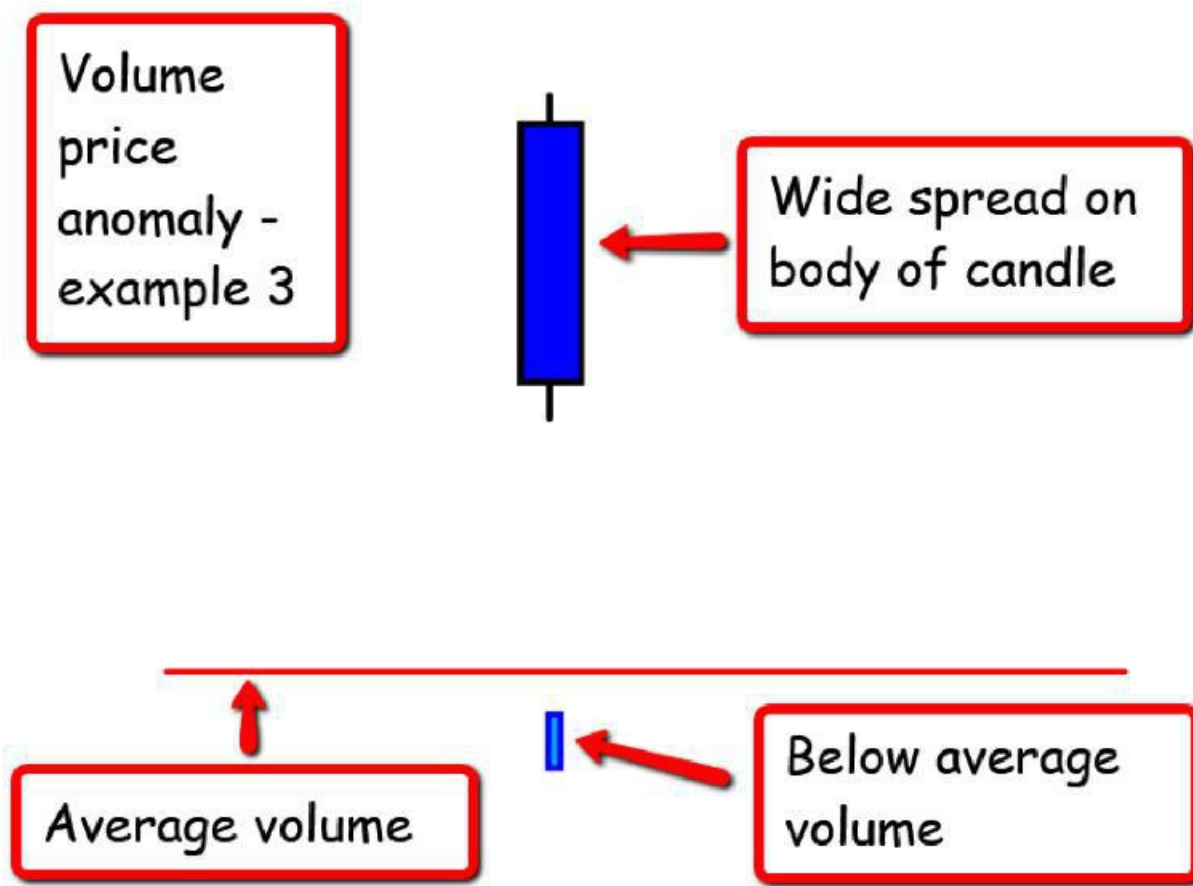 Volume
price
anomaly -
example 3
Wide spread on
body of candle
Average volume
Below average
volume